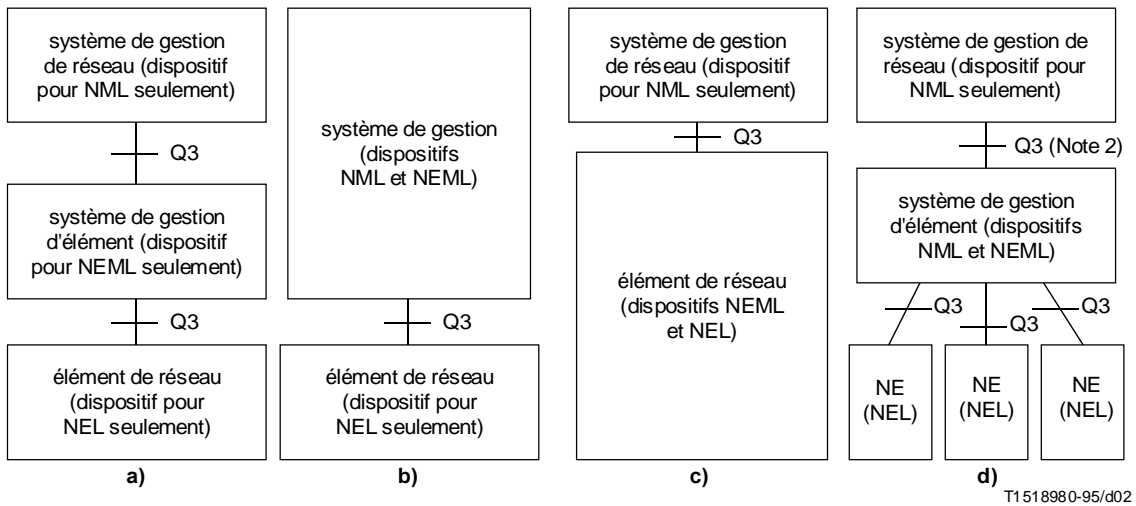 système de gestion
de réseau (dispositif
pour NML seulement)
Q3
système de gestion
d'élément (dispositif
pour NEML seulement)
Q3
élément de réseau
(dispositif pour
NEL seulement)
a)
système de gestion
(dispositifs
NML et NEML)
Q3
élément de réseau
(dispositif pour
NEL seulement)
b)
système de gestion
de réseau (dispositif
pour NML seulement)
Q3
élément de réseau
(dispositifs NEML
et NEL)
c)
système de gestion de
réseau (dispositif pour
NML seulement)
Q3 (Note 2)
système de gestion
d'élément (dispositifs
NML et NEML)
Q3
Q3
Q3
NE
(NEL)
NE
(NEL)
NE
(NEL)
d)
T1518980-95/d02